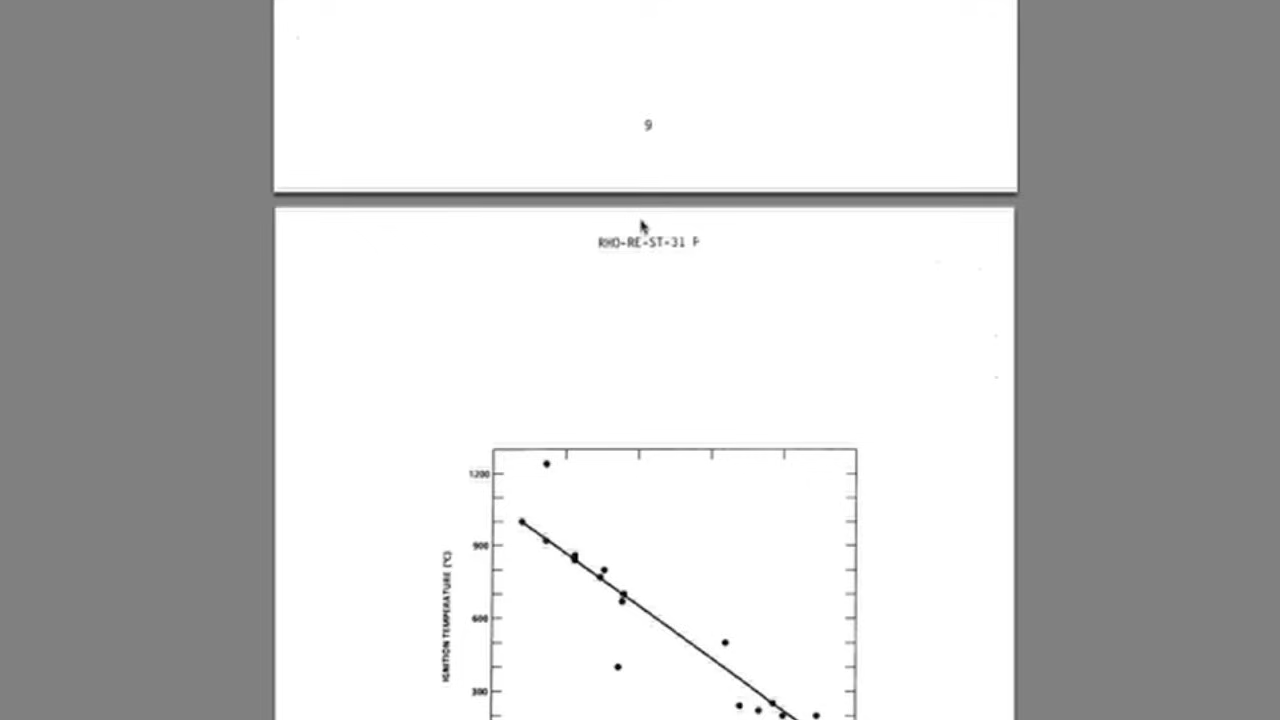 9
RHO-RE-ST-31 P
1200
900
600
300
IGNITION TEMPERATURE (°C)